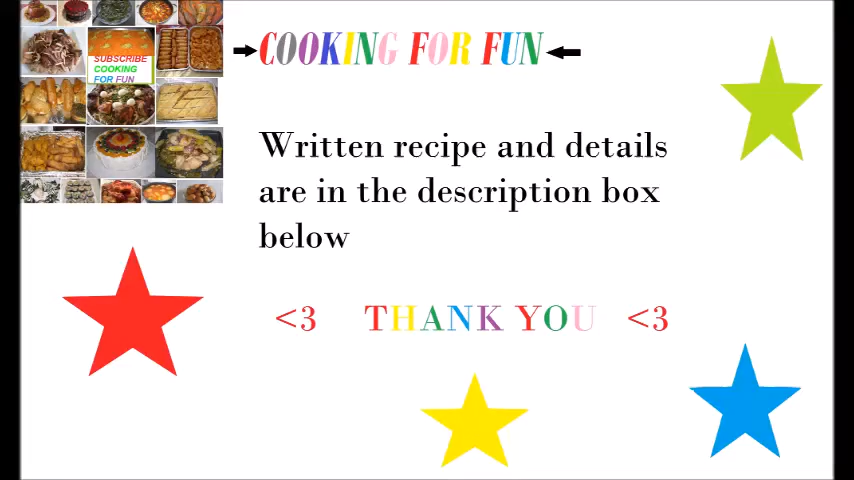 COOKING FOR FUN
SUBSCRIBE
COOKING
FOR FUN
Written recipe and details
are in the description box
below
<3 THANK YOU <3